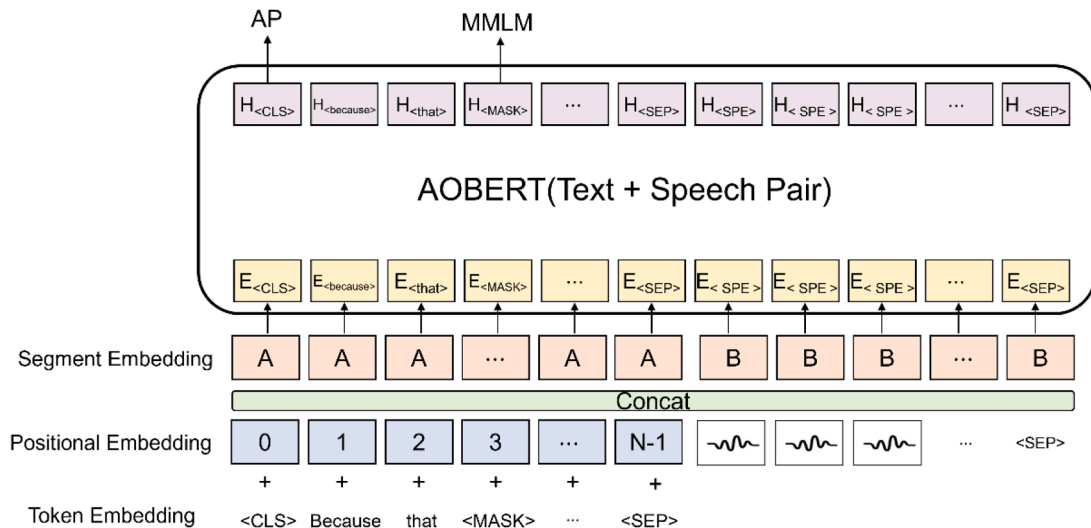 AP MMLM
H<CLS> H<because> H<that> H<MASK> ... H<SEP> H<SPE> H< SPE > H< SPE > ... H <SEP>
AOBERT(Text + Speech Pair)
E<CLS> E<because> E<that> E<MASK> ... E<SEP> E< SPE > E< SPE > E< SPE > ... E<SEP>
Segment Embedding A A A ... A A B B B ... B
Concat
Positional Embedding 0 1 2 3 ... N-1 ... <SEP>
+ + + + + +
Token Embedding <CLS> Because that <MASK> ... <SEP>